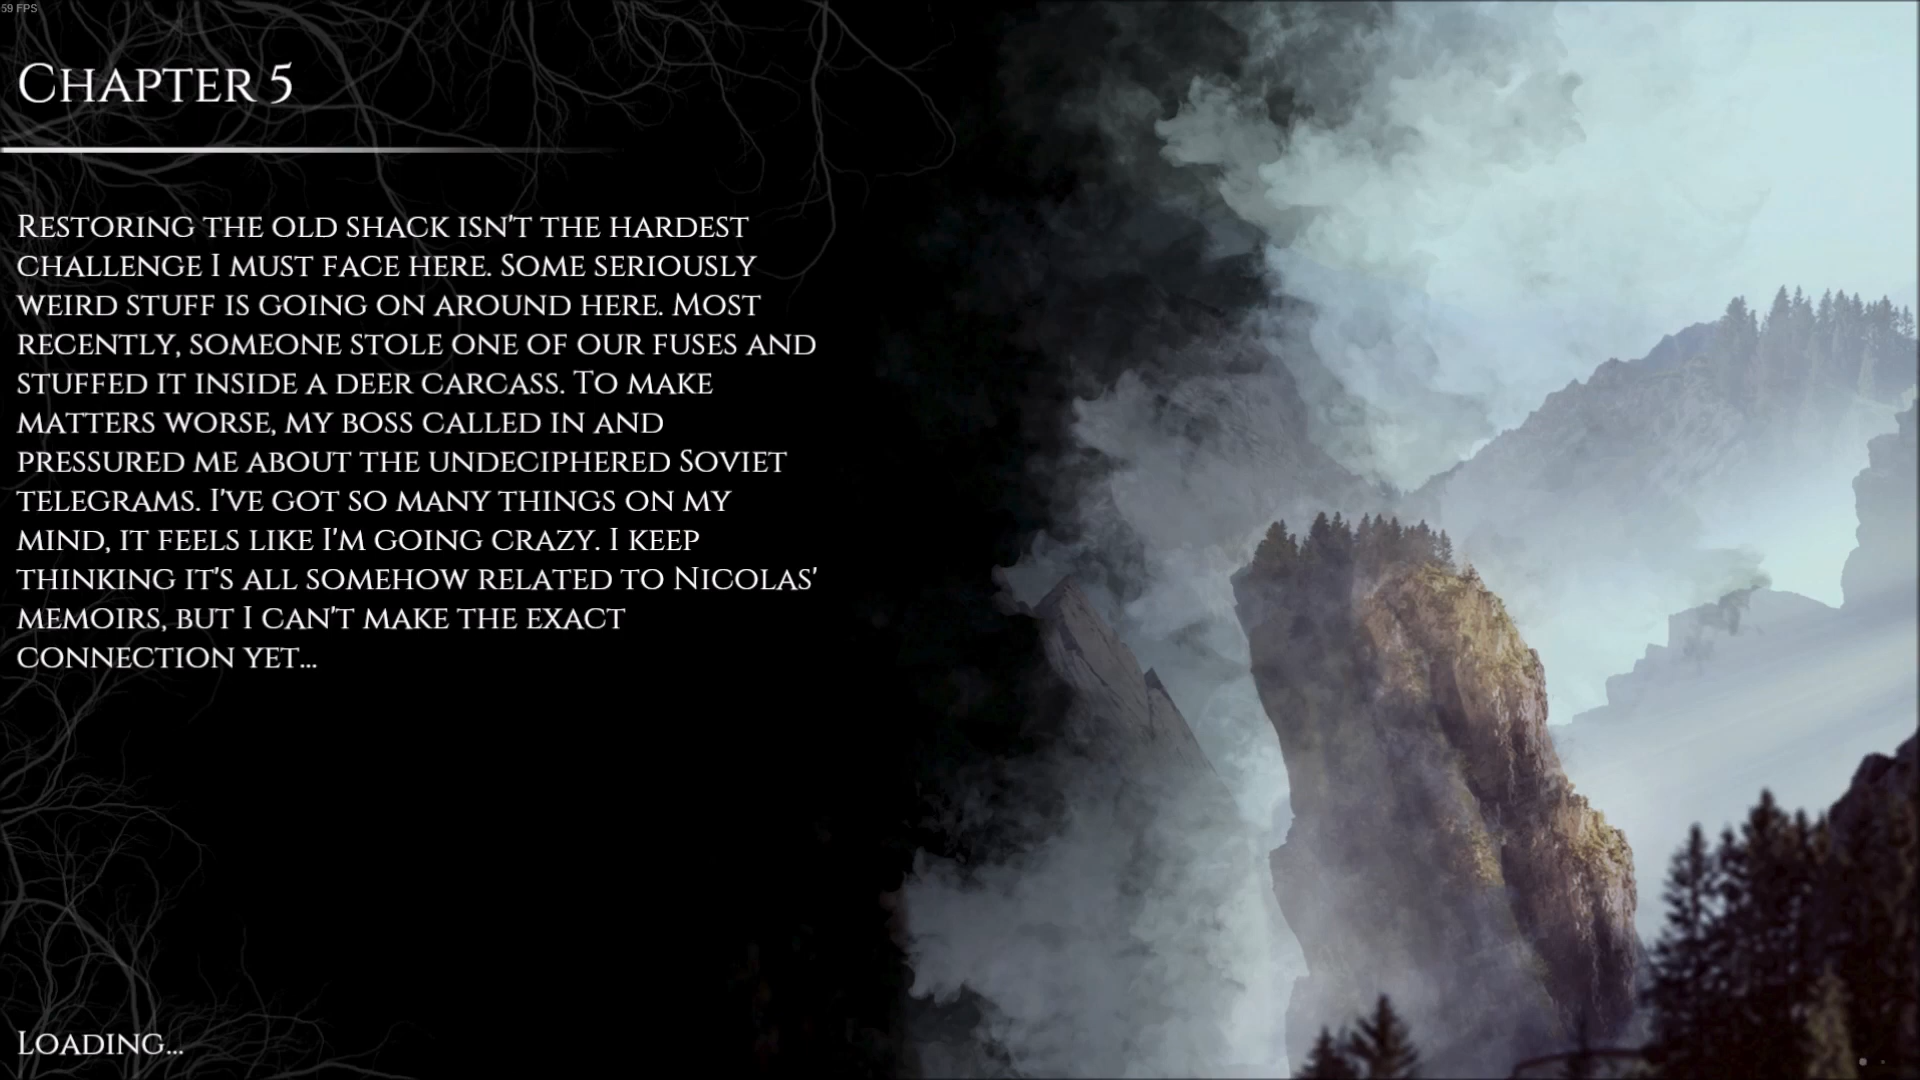 59 FPS
Chapter 5
Restoring the old shack isn't the hardest
challenge I must face here. Some seriously
weird stuff is going on around here. Most
recently, someone stole one of our fuses and
stuffed it inside a deer carcass. To make
matters worse, my boss called in and
pressured me about the undeciphered Soviet
telegrams. I've got so many things on my
mind, it feels like I'm going crazy. I keep
thinking it's all somehow related to Nicolas'
memoirs, but I can't make the exact
connection yet...
Loading...